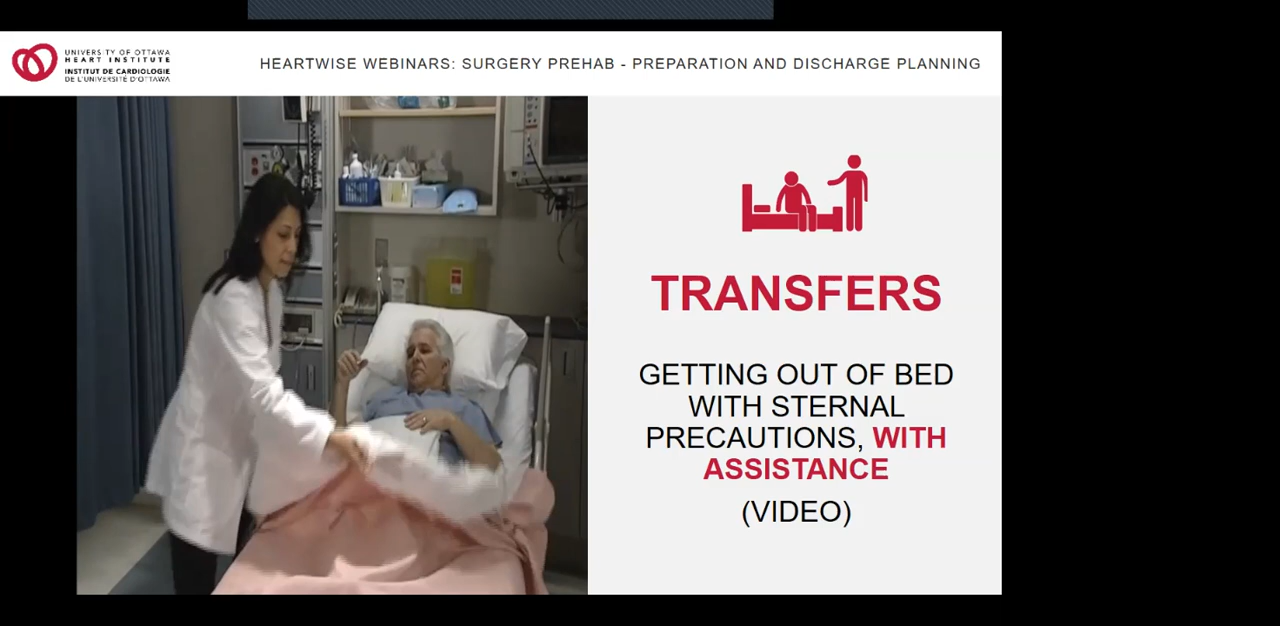 UNIVERSITY OF OTTAWA
HEART INSTITUTE
INSTITUT DE CARDIOLOGIE
DE L'UNIVERSITÉ D'OTTAWA
HEARTWISE WEBINARS: SURGERY PREHAB - PREPARATION AND DISCHARGE PLANNING
TRANSFERS
GETTING OUT OF BED
WITH STERNAL
PRECAUTIONS, WITH
ASSISTANCE
(VIDEO)